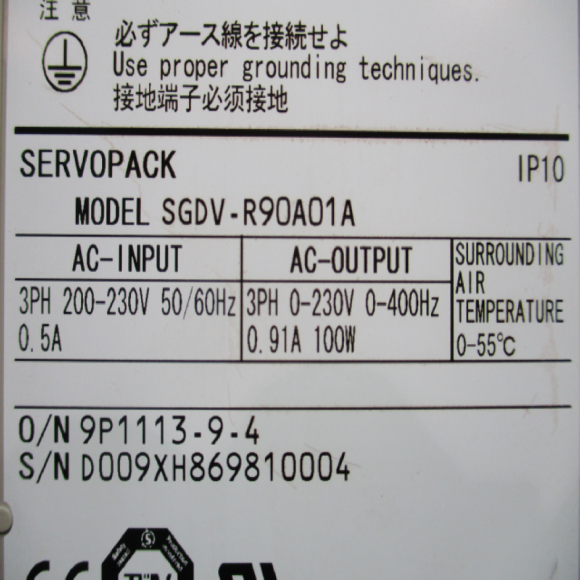 注 意
必ずアース線を接続せよ
Use proper grounding techniques.
接地端子必须接地
SERVOPACK
IP10
MODEL SGDV-R90A01A
AC-INPUT
3PH 200-230V 50/60Hz
0.5A
AC-OUTPUT
3PH 0-230V 0-400Hz
0.91A 100W
SURROUNDING
AIR
TEMPERATURE
0-55℃
O/N 9P1113-9-4
S/N D009XH869810004